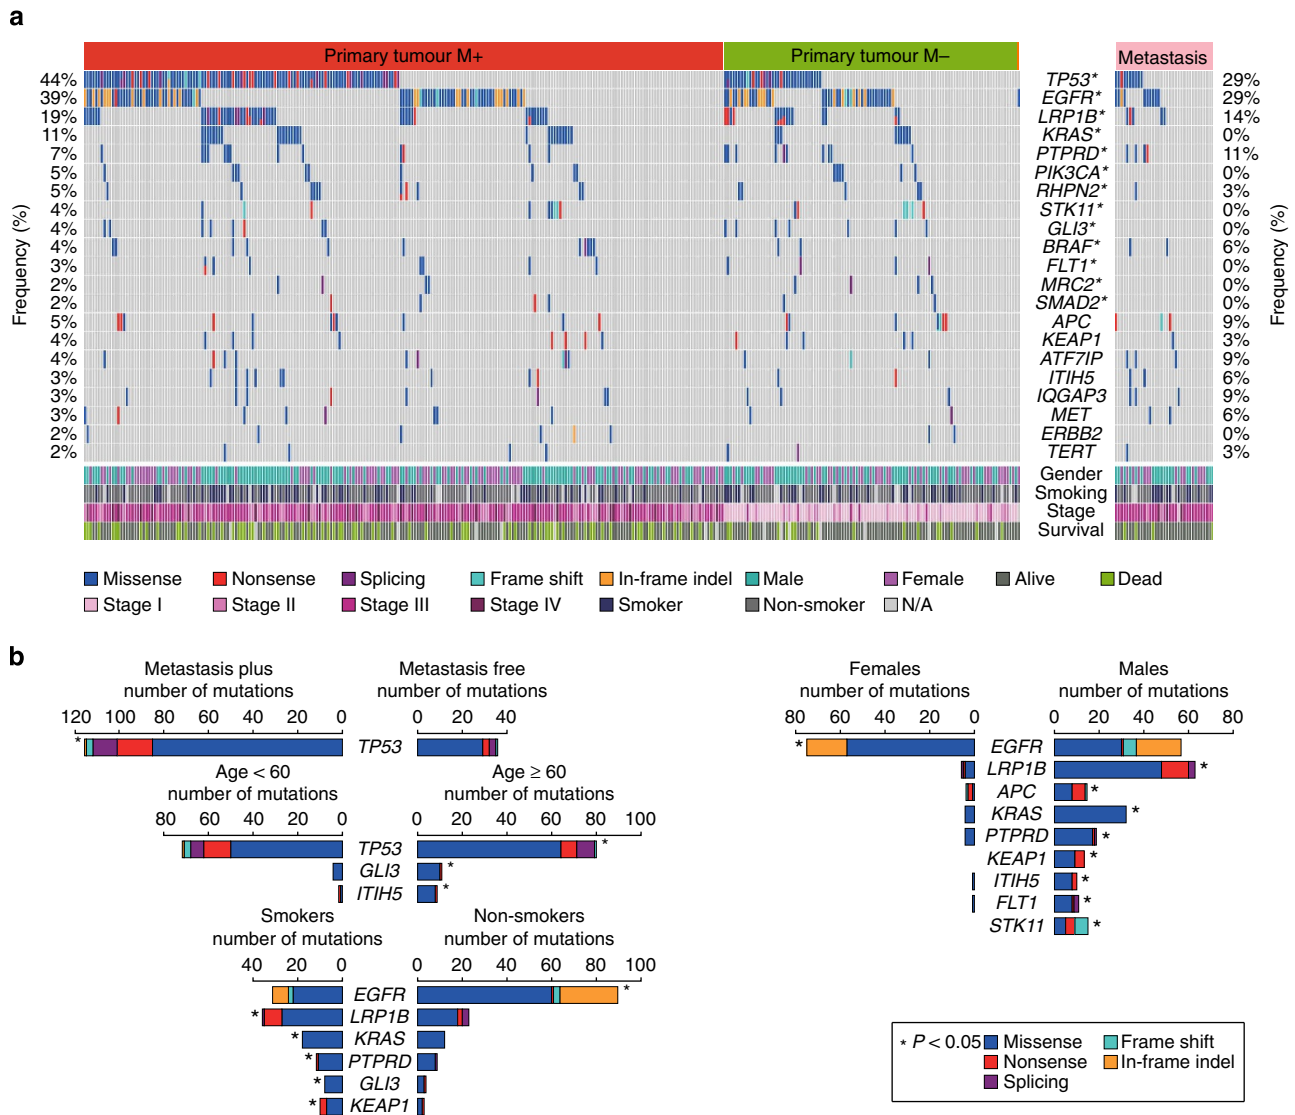 a
Primary tumour M+ Primary tumour M– Metastasis
Frequency (%)
44% TP53* 29%
39% EGFR* 29%
19% LRP1B* 14%
11% KRAS* 0%
7% PTPRD* 11%
5% PIK3CA* 0%
5% RHPN2* 3%
4% STK11* 0%
4% GLI3* 0%
4% BRAF* 6%
3% FLT1* 0%
2% MRC2* 0%
2% SMAD2* 0%
5% APC 9%
4% KEAP1 3%
4% ATF7IP 9%
3% ITIH5 6%
3% IQGAP3 9%
3% MET 6%
2% ERBB2 0%
2% TERT 3%
Frequency (%)
Gender
Smoking
Stage
Survival
Missense Nonsense Splicing Frame shift In-frame indel Male Female Alive Dead
Stage I Stage II Stage III Stage IV Smoker Non-smoker N/A
b
Metastasis plus
number of mutations
Metastasis free
number of mutations
120 100 80 60 40 20 0
0 20 40
* TP53
Age < 60
number of mutations
Age ≥ 60
number of mutations
80 60 40 20 0
0 20 40 60 80 100
TP53 *
GLI3 *
ITIH5 *
Smokers
number of mutations
Non-smokers
number of mutations
40 20 0
0 20 40 60 80 100
EGFR *
* LRP1B
* KRAS
* PTPRD
* GLI3
* KEAP1
Females
number of mutations
Males
number of mutations
80 60 40 20 0
0 20 40 60 80
* EGFR
LRP1B *
APC *
KRAS *
PTPRD *
KEAP1 *
ITIH5 *
FLT1 *
STK11 *
* P < 0.05 Missense Frame shift
Nonsense In-frame indel
Splicing